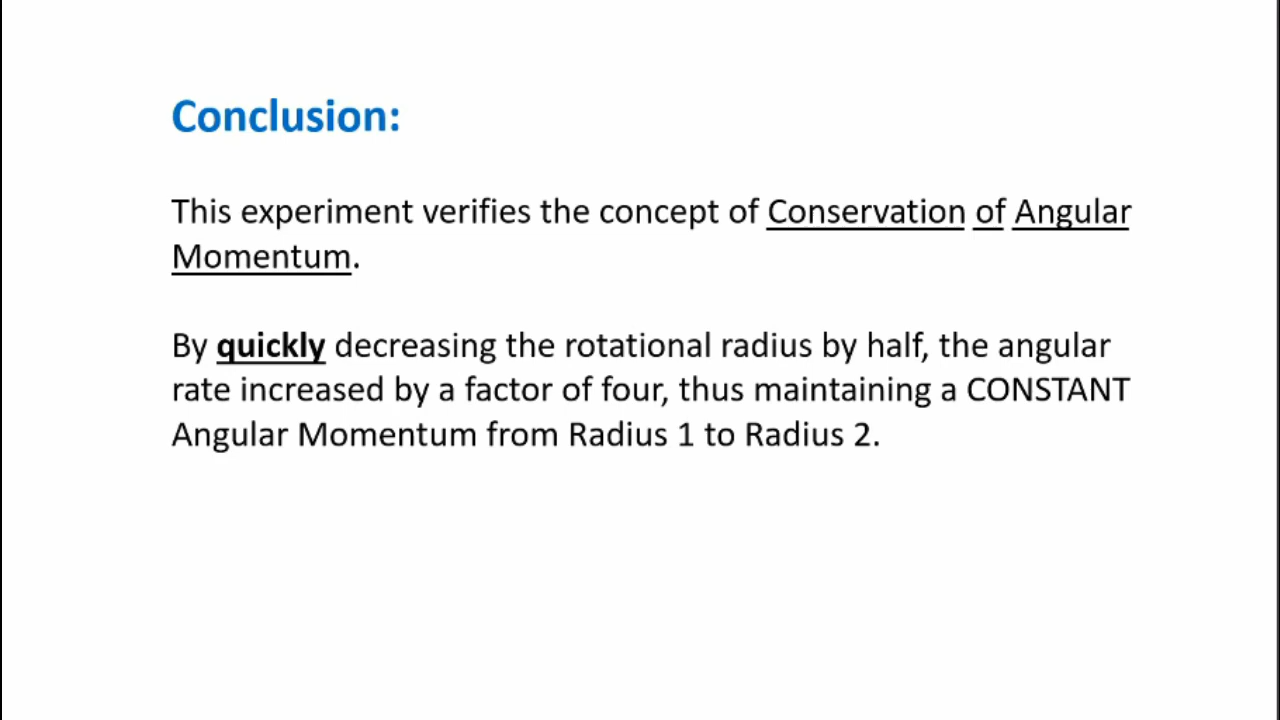 Conclusion:
This experiment verifies the concept of Conservation of Angular
Momentum.
By quickly decreasing the rotational radius by half, the angular
rate increased by a factor of four, thus maintaining a CONSTANT
Angular Momentum from Radius 1 to Radius 2.